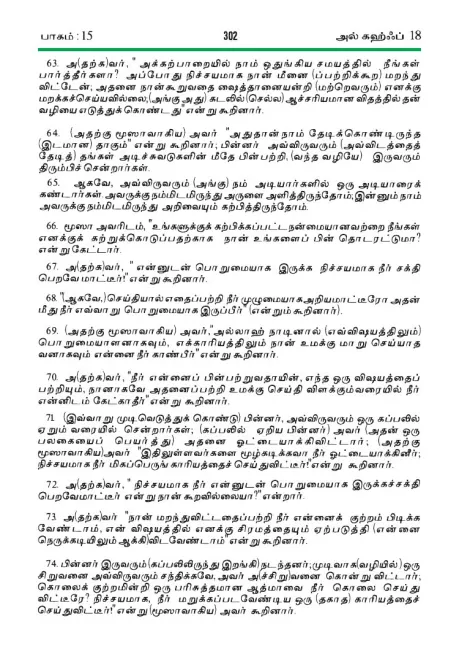 பாகம் : 15 302 அல் கஹ்ஃப் 18
63. அ(தற்க)வர், " அக்கற்பாறையில் நாம் ஒதுங்கிய சமயத்தில் நீங்கள்
பார்த்தீர்களா? அப்போது நிச்சயமாக நான் மீனை (ப்பற்றிக்கூற) மறந்து
விட்டேன்; அதனை நான்கூறுவதை ஷைத்தானையன்றி (மற்றெவரும்) எனக்கு
மறக்கச்செய்யவில்லை,(அங்கு அது) கடலில் (செல்ல) ஆச்சரியமான விதத்தில் தன்
வழியை எடுத்துக்கொண்டது" என்று கூறினார்.
64. (அதற்கு மூஸாவாகிய) அவர் "அதுதான் நாம் தேடிக்கொண்டிருந்த
(இடமான) தாகும்" என்று கூறினார்; பின்னர் அவ்விருவரும் (அவ்விடத்தைத்
தேடித்) தங்கள் அடிச்சுவடுகளின் மீதே பின்பற்றி, (வந்த வழியே) இருவரும்
திரும்பிச் சென்றார்கள்.
65. ஆகவே, அவ்விருவரும் (அங்கு) நம் அடியார்களில் ஒரு அடியாரைக்
கண்டார்கள் அவருக்கு நம்மிடமிருந்து அருளை அளித்திருந்தோம்; இன்னும் நாம்
அவருக்கு நம்மிடமிருந்து அறிவையும் கற்பித்திருந்தோம்.
66. மூஸா அவரிடம், "உங்களுக்குக் கற்பிக்கப்பட்ட நன்மையானவற்றை நீங்கள்
எனக்குக் கற்றுக்கொடுப்பதற்காக நான் உங்களைப் பின் தொடரட்டுமா?
என்று கேட்டார்.
67. அ(தற்க)வர், " என்னுடன் பொறுமையாக இருக்க நிச்சயமாக நீர் சக்தி
பெறவே மாட்டீர்!" என்று கூறினார்.
68. "(ஆகவே,) செய்தியால் எதைப்பற்றி நீர் முழுமையாக அறியமாட்டீரோ அதன்
மீது நீர் எவ்வாறு பொறுமையாக இருப்பீர்" (என்றும் கூறினார்).
69. (அதற்கு மூஸாவாகிய) அவர்,"அல்லாஹ் நாடினால் (எவ்விஷயத்திலும்)
பொறுமையாளனாகவும், எக்காரியத்திலும் நான் உமக்கு மாறு செய்யாத
வனாகவும் என்னை நீர் காண்பீர்" என்று கூறினார்.
70. அ(தற்க)வர், "நீர் என்னைப் பின்பற்றுவதாயின், எந்த ஒரு விஷயத்தைப்
பற்றியும், நானாகவே அதனைப்பற்றி உமக்கு செய்தி விளக்கும்வரையில் நீர்
என்னிடம் கேட்காதீர்" என்று கூறினார்.
71 (இவ்வாறு முடிவெடுத்துக் கொண்டு) பின்னர், அவ்விருவரும் ஒரு கப்பலில்
ஏறும் வரையில் சென்றார்கள்; (கப்பலில் ஏறிய பின்னர்) அவர் (அதன் ஒரு
பலகையைப் பெயர்த்து) அதனை ஓட்டையாக்கிவிட்டார்; (அதற்கு
மூஸாவாகிய)அவர் "இதிலுள்ளவர்களை மூழ்கடிக்கவா நீர் ஓட்டையாக்கினீர்;
நிச்சயமாக நீர் மிகப்பெருங் காரியத்தைச் செய்துவிட்டீர்!" என்று கூறினார்.
72. அ(தற்க)வர், " நிச்சயமாக நீர் என்னுடன் பொறுமையாக இருக்கச்சக்தி
பெறவேமாட்டீர் என்று நான் கூறவில்லையா?" என்றார்.
73. அ(தற்க)வர் "நான் மறந்துவிட்டதைப்பற்றி நீர் என்னைக் குற்றம் பிடிக்க
வேண்டாம், என் விஷயத்தில் எனக்கு சிரமத்தையும் ஏற்படுத்தி (என்னை
நெருக்கடியிலும் ஆக்கி)விடவேண்டாம்" என்று கூறினார்.
74. பின்னர் இருவரும் (கப்பலிலிருந்து இறங்கி) நடந்தனர்; முடிவாக(வழியில்) ஒரு
சிறுவனை அவ்விருவரும் சந்திக்கவே, அவர் அ(ச்சிறு)வனை கொன்று விட்டார்;
கொலைக் குற்றமின்றி ஒரு பரிசுத்தமான ஆத்மாவை நீர் கொலை செய்து
விட்டீரே? நிச்சயமாக, நீர் மறுக்கப்படவேண்டிய ஒரு (தகாத) காரியத்தைச்
செய்துவிட்டீர்!" என்று (மூஸாவாகிய) அவர் கூறினார்.